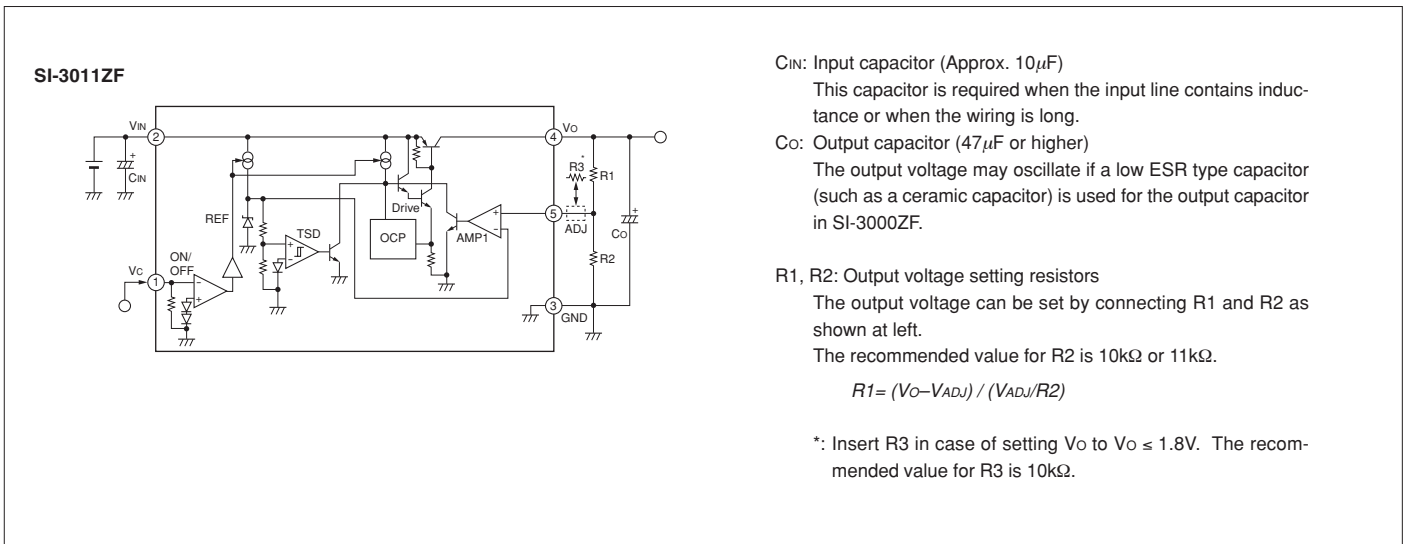 SI-3011ZF
VIN
2
CIN
+
REF
ON/
OFF
VC
1
−
+
TSD
+
−
Drive
OCP
AMP1
+
−
4
VO
*
R3
R1
5
ADJ
R2
+
CO
3
GND
CIN: Input capacitor (Approx. 10μF)
This capacitor is required when the input line contains induc-
tance or when the wiring is long.
CO: Output capacitor (47μF or higher)
The output voltage may oscillate if a low ESR type capacitor
(such as a ceramic capacitor) is used for the output capacitor
in SI-3000ZF.
R1, R2: Output voltage setting resistors
The output voltage can be set by connecting R1 and R2 as
shown at left.
The recommended value for R2 is 10kΩ or 11kΩ.
R1= (VO–VADJ) / (VADJ/R2)
*: Insert R3 in case of setting VO to VO ≤ 1.8V. The recom-
mended value for R3 is 10kΩ.